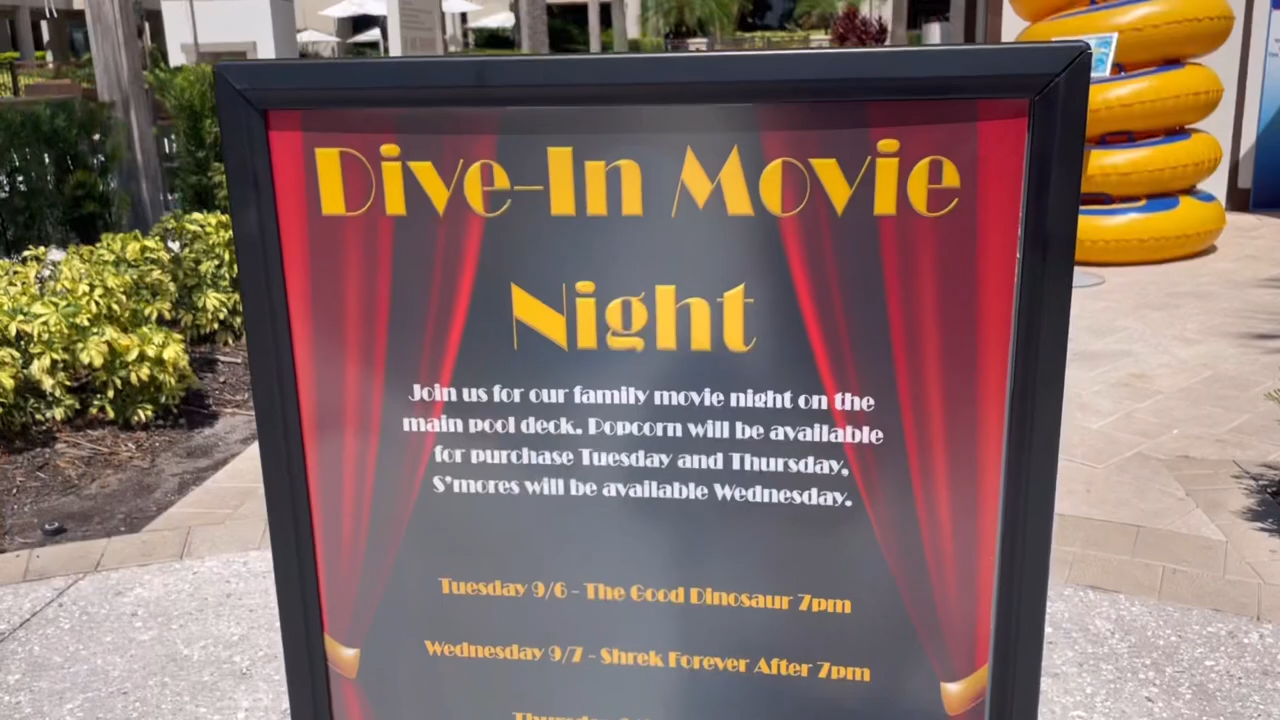 Dive-In Movie
Night
Join us for our family movie night on the
main pool deck. Popcorn will be available
for purchase Tuesday and Thursday,
S'mores will be available Wednesday.
Tuesday 9/6 - The Good Dinosaur 7pm
Wednesday 9/7 - Shrek Forever After 7pm